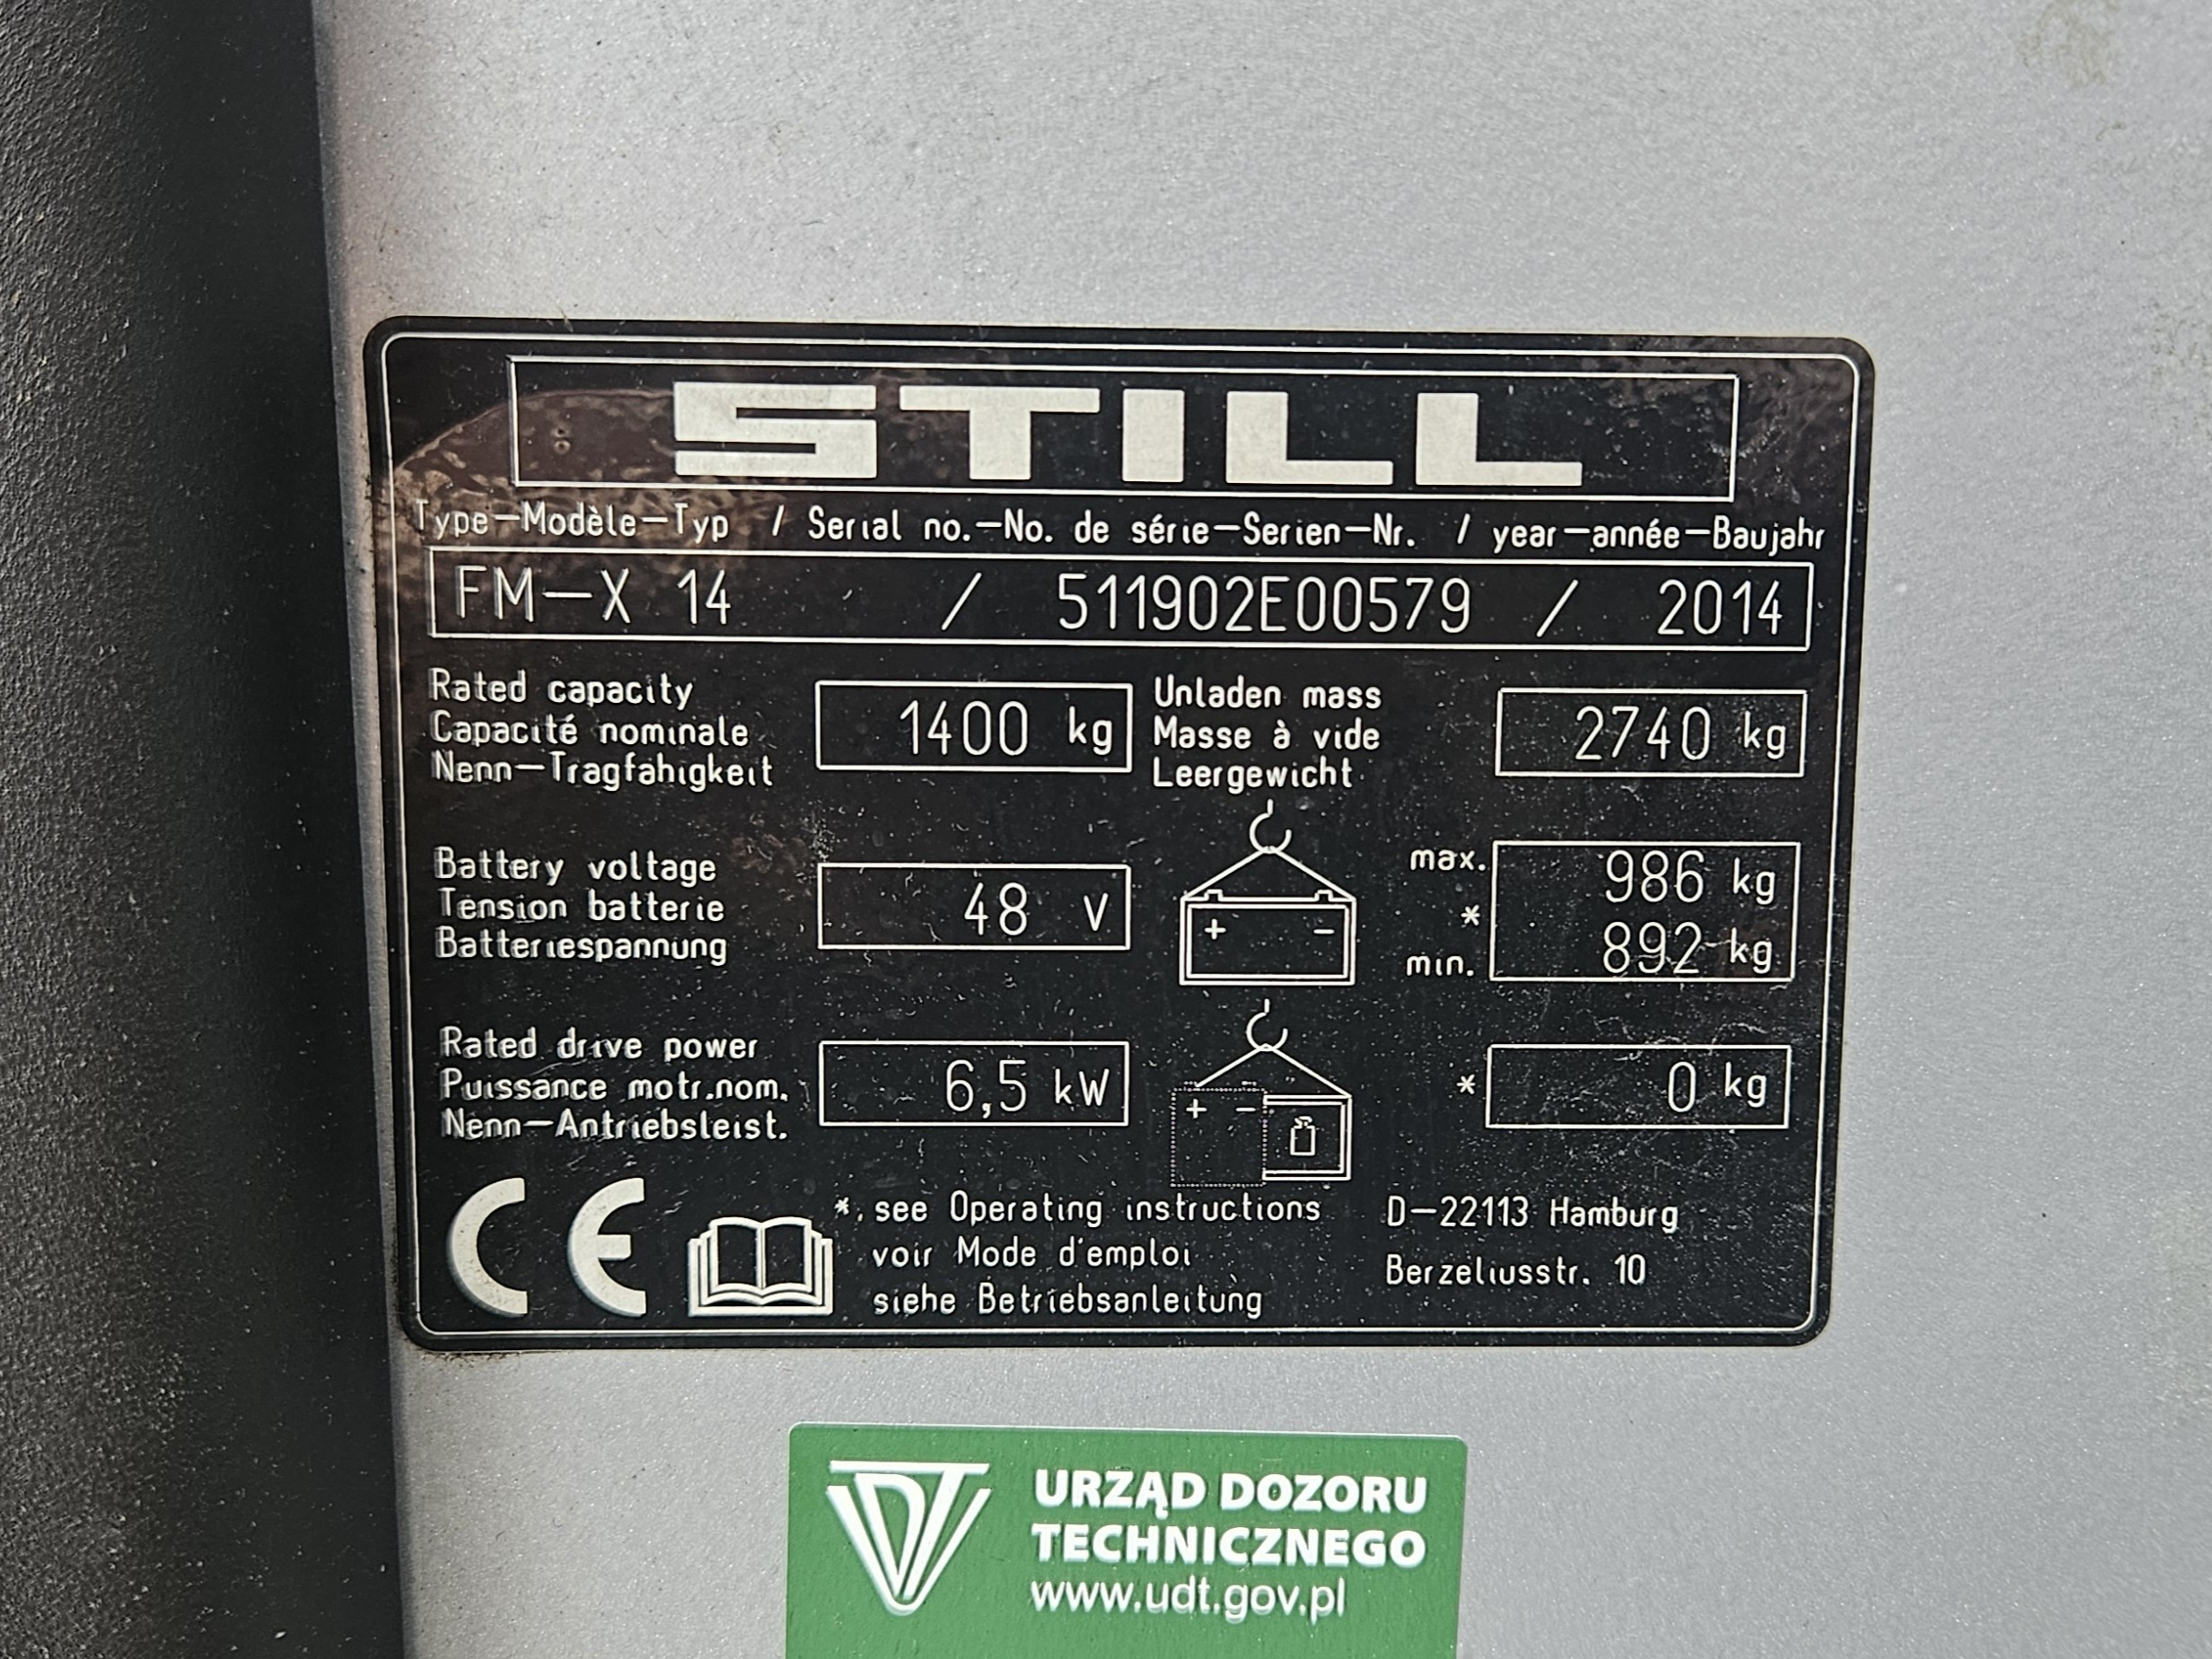 STILL
Type-Modèle-Typ / Serial no.-No. de série-Serien-Nr. / year-année-Baujahr
FM-X 14 / 511902E00579 / 2014
Rated capacity
Capacité nominale
Nenn-Tragfähigkeit
1400 kg
Unladen mass
Masse à vide
Leergewicht
2740 kg
Battery voltage
Tension batterie
Batteriespannung
48 V
+ -
max. 986 kg
*
min. 892 kg
Rated drive power
Puissance motr.nom.
Nenn-Antriebsleist.
6,5 kW
+ -
* 0 kg
CE
*. see Operating instructions
voir Mode d'emploi
siehe Betriebsanleitung
D-22113 Hamburg
Berzeliusstr. 10
UDT
URZĄD DOZORU
TECHNICZNEGO
www.udt.gov.pl